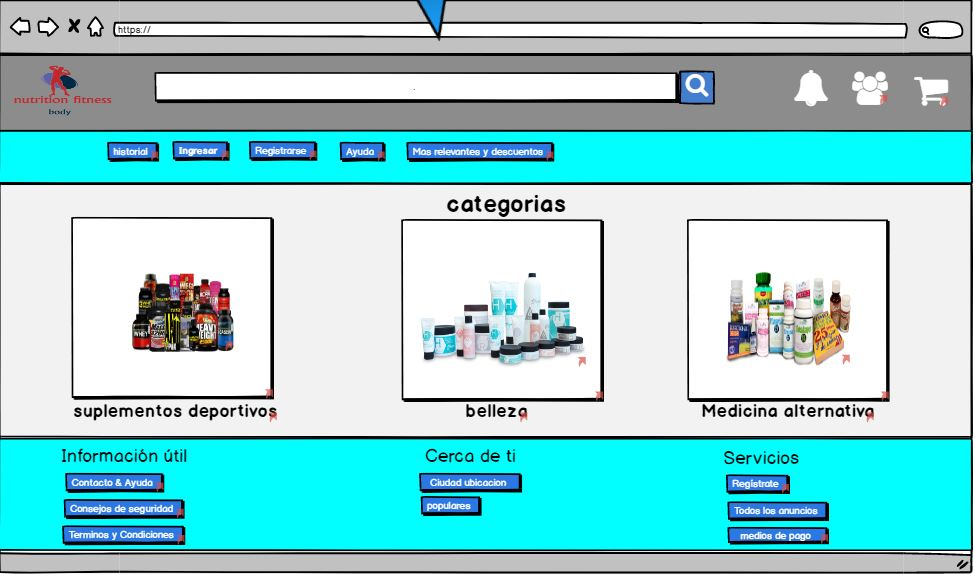 https://
nutrition fitness
body
historial
Ingresar
Registrarse
Ayuda
Mas relevantes y descuentos
categorias
suplementos deportivos
belleza
Medicina alternativa
Información útil
Cerca de ti
Servicios
Contacto & Ayuda
Ciudad ubicacion
Regístrate
Consejos de seguridad
populares
Todos los anuncios
Terminos y Condiciones
medios de pago